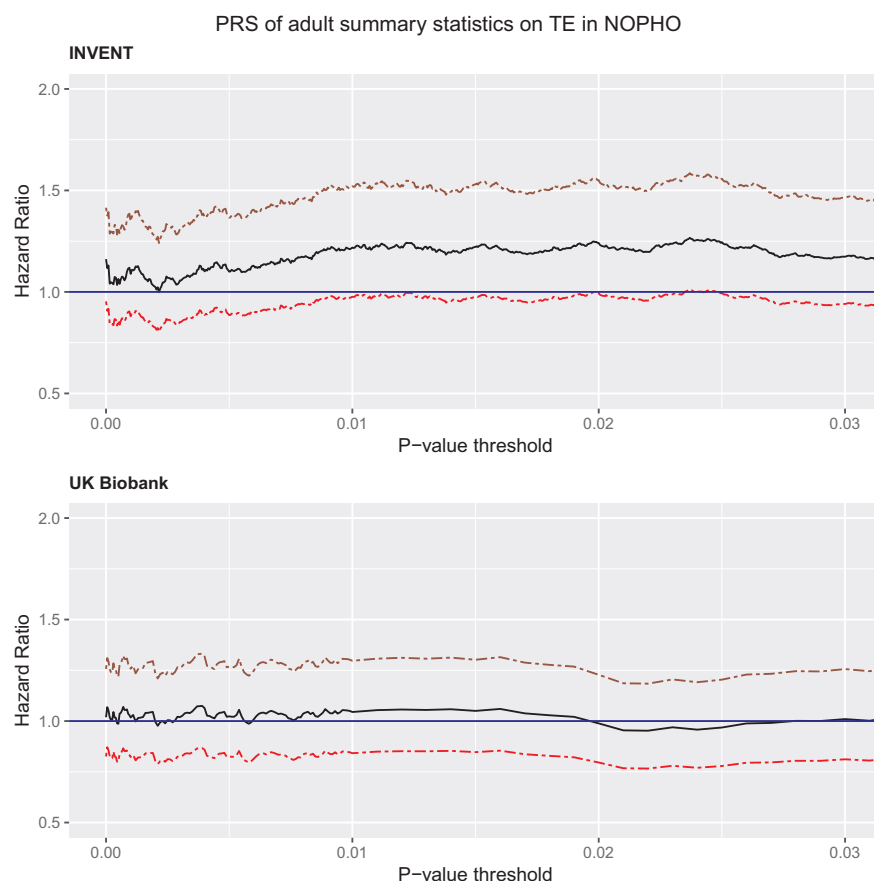 PRS of adult summary statistics on TE in NOPHO
INVENT
2.0
1.5
1.0
0.5
Hazard Ratio
0.00 0.01 0.02 0.03
P−value threshold
UK Biobank
2.0
1.5
1.0
0.5
Hazard Ratio
0.00 0.01 0.02 0.03
P−value threshold